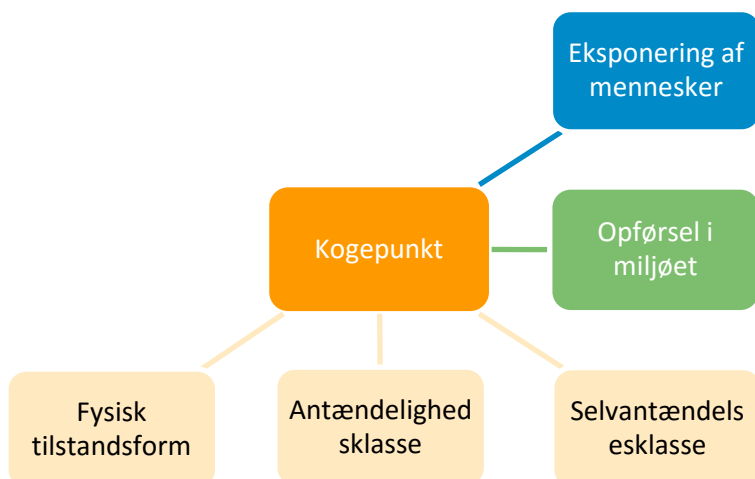 Eksponering af
mennesker
Kogepunkt
Opførsel i
miljøet
Fysisk
tilstandsform
Antændelighed
sklasse
Selvantændels
esklasse